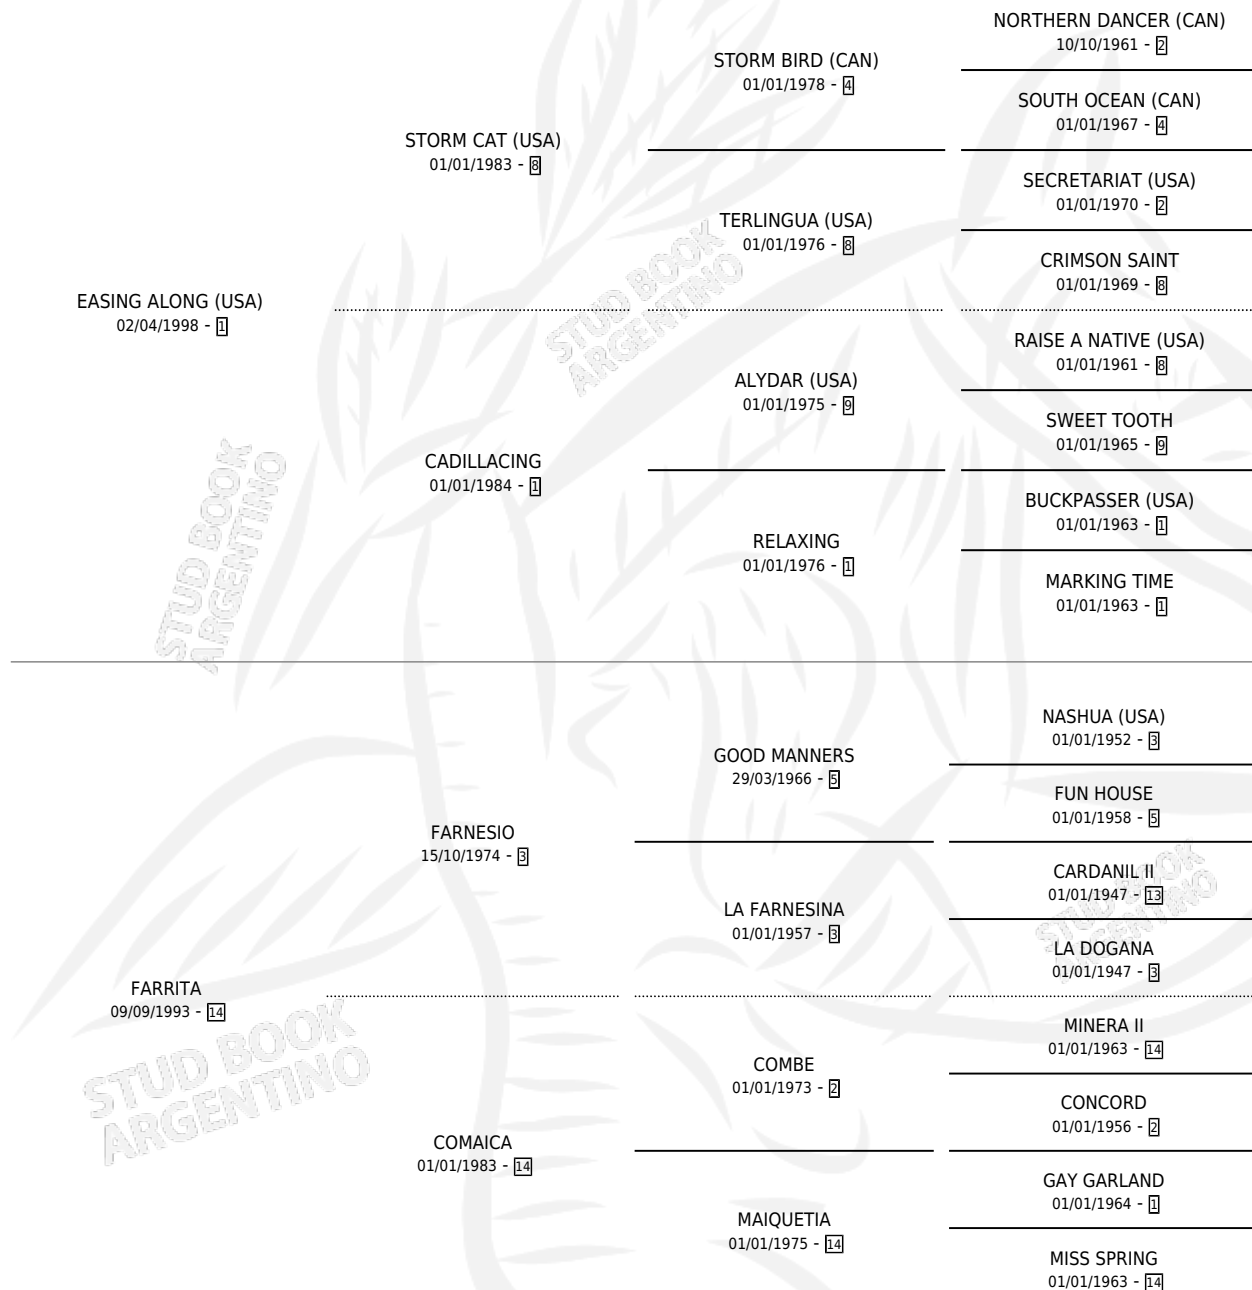 NORTHERN DANCER (CAN)
10/10/1961 - 2
STORM BIRD (CAN)
01/01/1978 - 4
SOUTH OCEAN (CAN)
01/01/1967 - 4
STORM CAT (USA)
01/01/1983 - 8
SECRETARIAT (USA)
01/01/1970 - 2
TERLINGUA (USA)
01/01/1976 - 8
CRIMSON SAINT
01/01/1969 - 8
EASING ALONG (USA)
02/04/1998 - 1
RAISE A NATIVE (USA)
01/01/1961 - 8
ALYDAR (USA)
01/01/1975 - 9
SWEET TOOTH
01/01/1965 - 9
CADILLACING
01/01/1984 - 1
BUCKPASSER (USA)
01/01/1963 - 1
RELAXING
01/01/1976 - 1
MARKING TIME
01/01/1963 - 1
NASHUA (USA)
01/01/1952 - 3
GOOD MANNERS
29/03/1966 - 5
FUN HOUSE
01/01/1958 - 5
FARNESIO
15/10/1974 - 3
CARDANIL II
01/01/1947 - 13
LA FARNESINA
01/01/1957 - 3
LA DOGANA
01/01/1947 - 3
FARRITA
09/09/1993 - 14
MINERA II
01/01/1963 - 14
COMBE
01/01/1973 - 2
CONCORD
01/01/1956 - 2
COMAICA
01/01/1983 - 14
GAY GARLAND
01/01/1964 - 1
MAIQUETIA
01/01/1975 - 14
MISS SPRING
01/01/1963 - 14
STUD BOOK
ARGENTINO
STUD BOOK
ARGENTINO
STUD BOOK
ARGENTINO
STUD BOOK
ARGENTINO